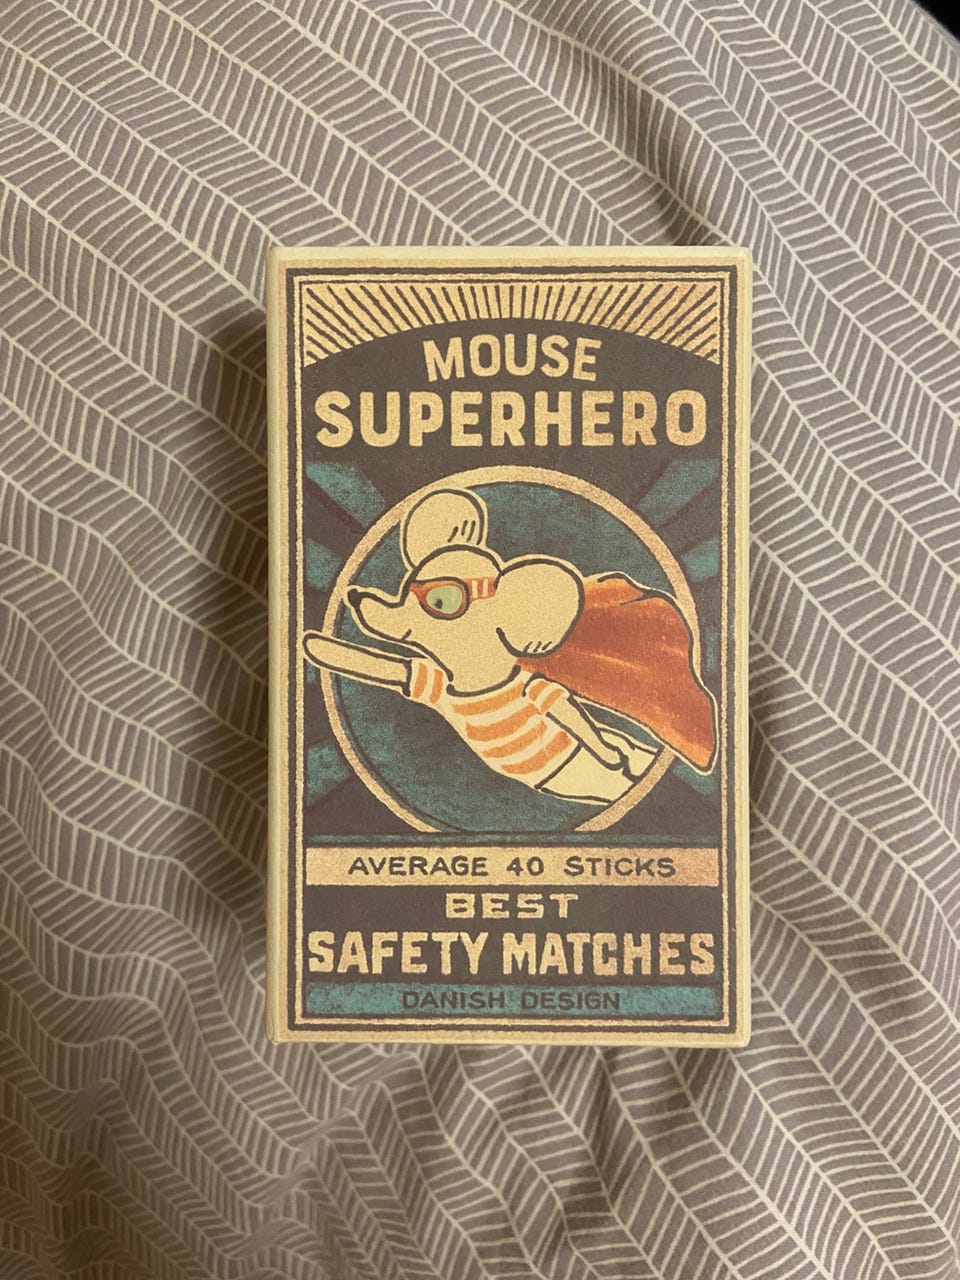 MOUSE
SUPERHERO
AVERAGE 40 STICKS
BEST
SAFETY MATCHES
DANISH DESIGN